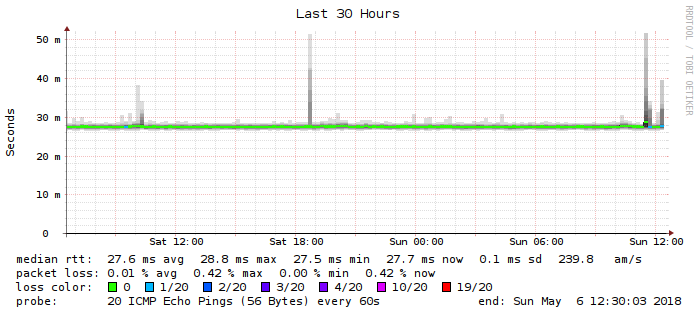 Last 30 Hours
RRDTOOL / TOBI OETIKER
Seconds
50 m
40 m
30 m
20 m
10 m
0
Sat 12:00 Sat 18:00 Sun 00:00 Sun 06:00 Sun 12:00
median rtt: 27.6 ms avg 28.8 ms max 27.5 ms min 27.7 ms now 0.1 ms sd 239.8 am/s
packet loss: 0.01 % avg 0.42 % max 0.00 % min 0.42 % now
loss color: 0 1/20 2/20 3/20 4/20 10/20 19/20
probe: 20 ICMP Echo Pings (56 Bytes) every 60s end: Sun May 6 12:30:03 2018